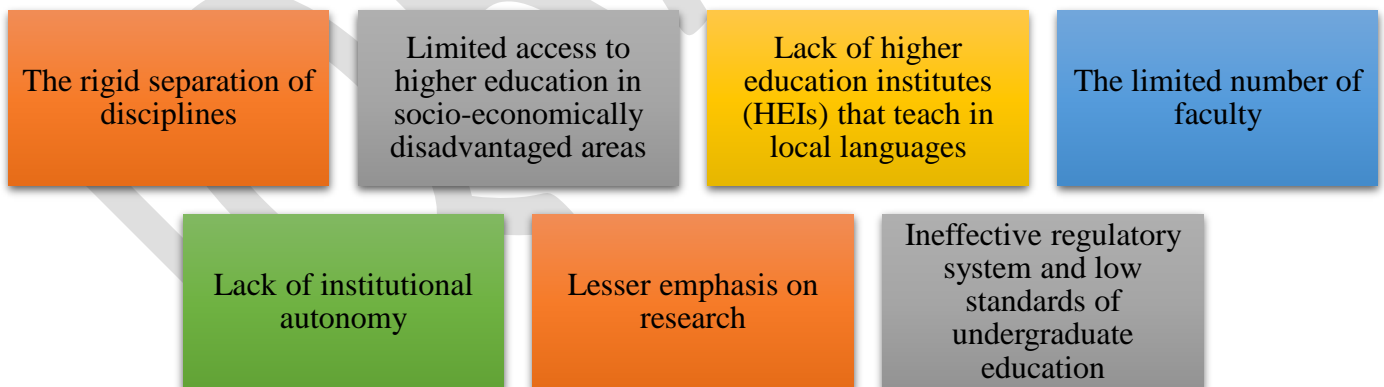 The rigid separation of
disciplines
Limited access to
higher education in
socio-economically
disadvantaged areas
Lack of higher
education institutes
(HEIs) that teach in
local languages
The limited number of
faculty
Lack of institutional
autonomy
Lesser emphasis on
research
Ineffective regulatory
system and low
standards of
undergraduate
education